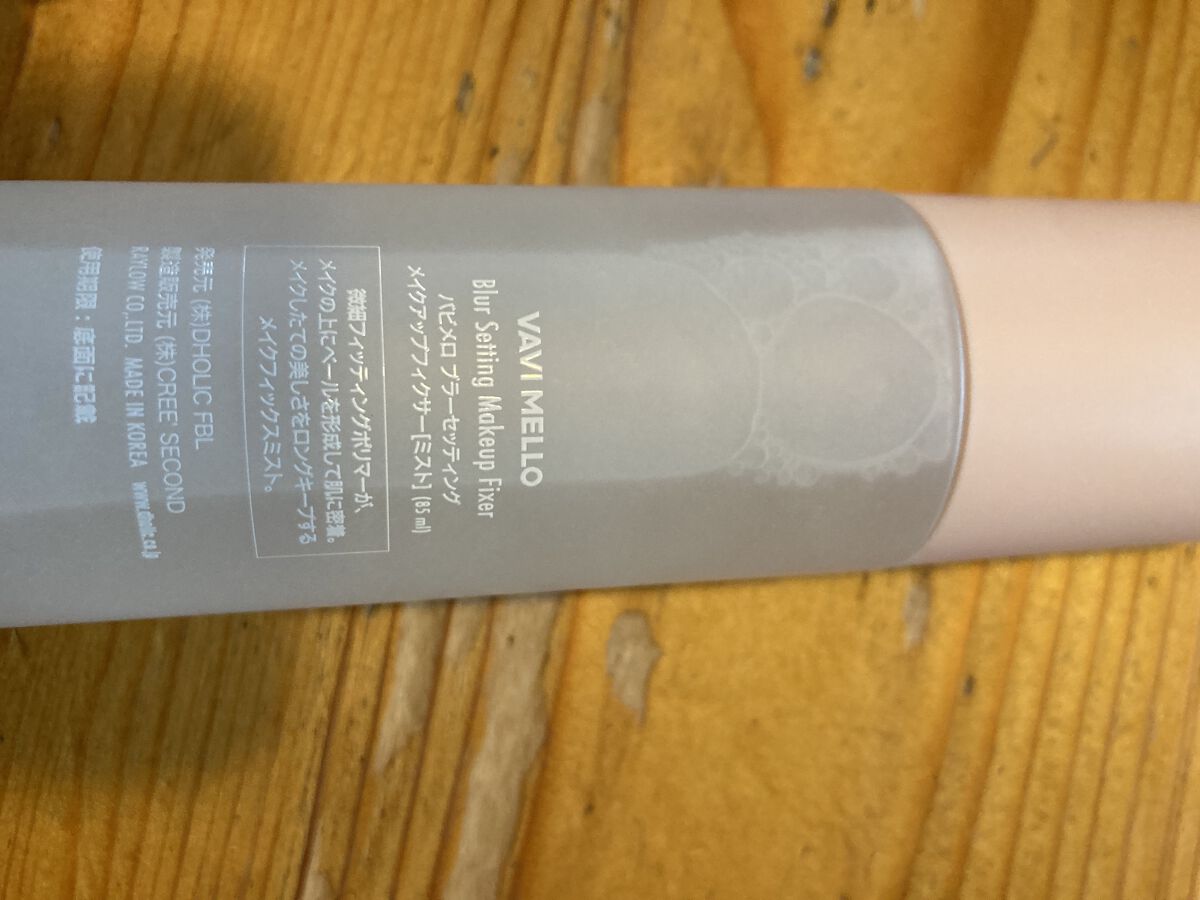 VAVI MELLO
Blur Setting Makeup Fixer
バビメロ ブラーセッティング
メイクアップフィクサー[ミスト] (85 ml)
微細フィッティングポリマーが、
メイクの上にベールを形成して肌に密着。
メイクしたての美しさをロングキープする
メイクフィックスミスト。
発売元 (株)DHOLIC FBL
製造販売元 (株)CREE' SECOND
RAYLOW CO.,LTD. MADE IN KOREA www.dholic.co.jp
使用期限：底面に記載